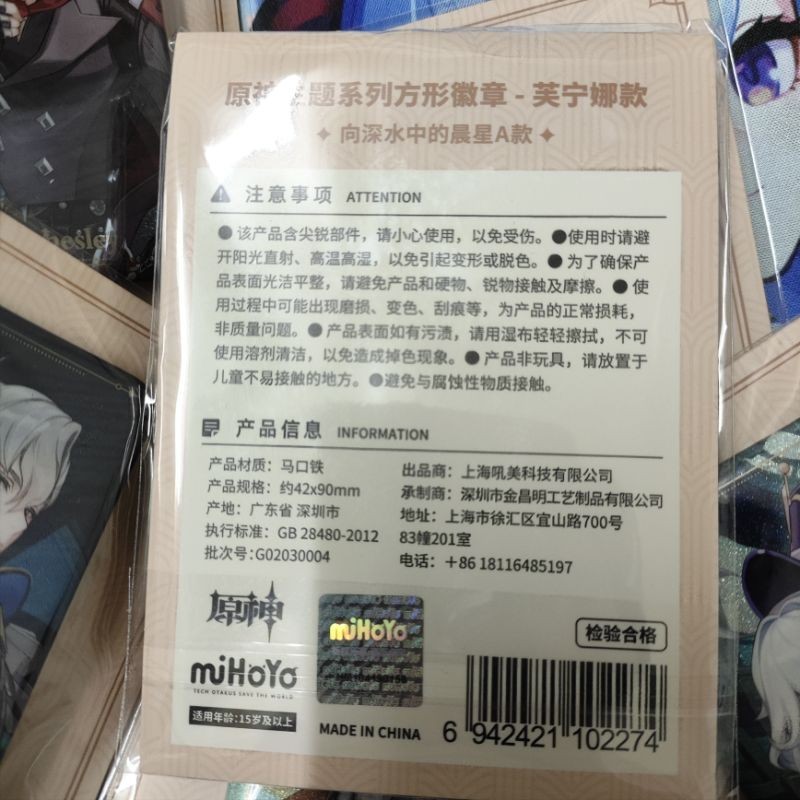 原神主题系列方形徽章 - 芙宁娜款
✦ 向深水中的晨星A款 ✦
注意事项 ATTENTION
● 该产品含尖锐部件，请小心使用，以免受伤。●使用时请避
开阳光直射、高温高湿，以免引起变形或脱色。● 为了确保产
品表面光洁平整，请避免产品和硬物、锐物接触及摩擦。● 使
用过程中可能出现磨损、变色、刮痕等，为产品的正常损耗，
非质量问题。● 产品表面如有污渍，请用湿布轻轻擦拭，不可
使用溶剂清洁，以免造成掉色现象。● 产品非玩具，请放置于
儿童不易接触的地方。●避免与腐蚀性物质接触。
产品信息 INFORMATION
产品材质：马口铁
产品规格：约42x90mm
产地：广东省 深圳市
执行标准：GB 28480-2012
批次号:G02030004
出品商：上海吼美科技有限公司
承制商：深圳市金昌明工艺制品有限公司
地址：上海市徐汇区宜山路700号
83幢201室
电话：＋86 18116485197
原神
miHoYo
miHoYo
TECH OTAKUS SAVE THE WORLD
适用年龄:15岁及以上
MADE IN CHINA
检验合格
6 942421 102274